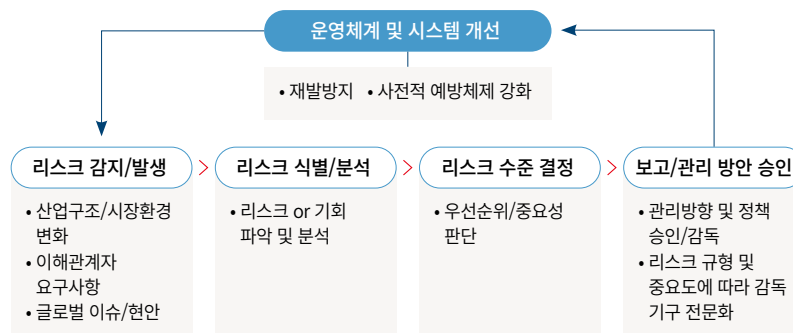 운영체계 및 시스템 개선
• 재발방지 • 사전적 예방체제 강화
리스크 감지/발생
• 산업구조/시장환경
변화
• 이해관계자
요구사항
• 글로벌 이슈/현안
리스크 식별/분석
• 리스크 or 기회
파악 및 분석
리스크 수준 결정
• 우선순위/중요성
판단
보고/관리 방안 승인
• 관리방향 및 정책
승인/감독
• 리스크 규형 및
중요도에 따라 감독
기구 전문화